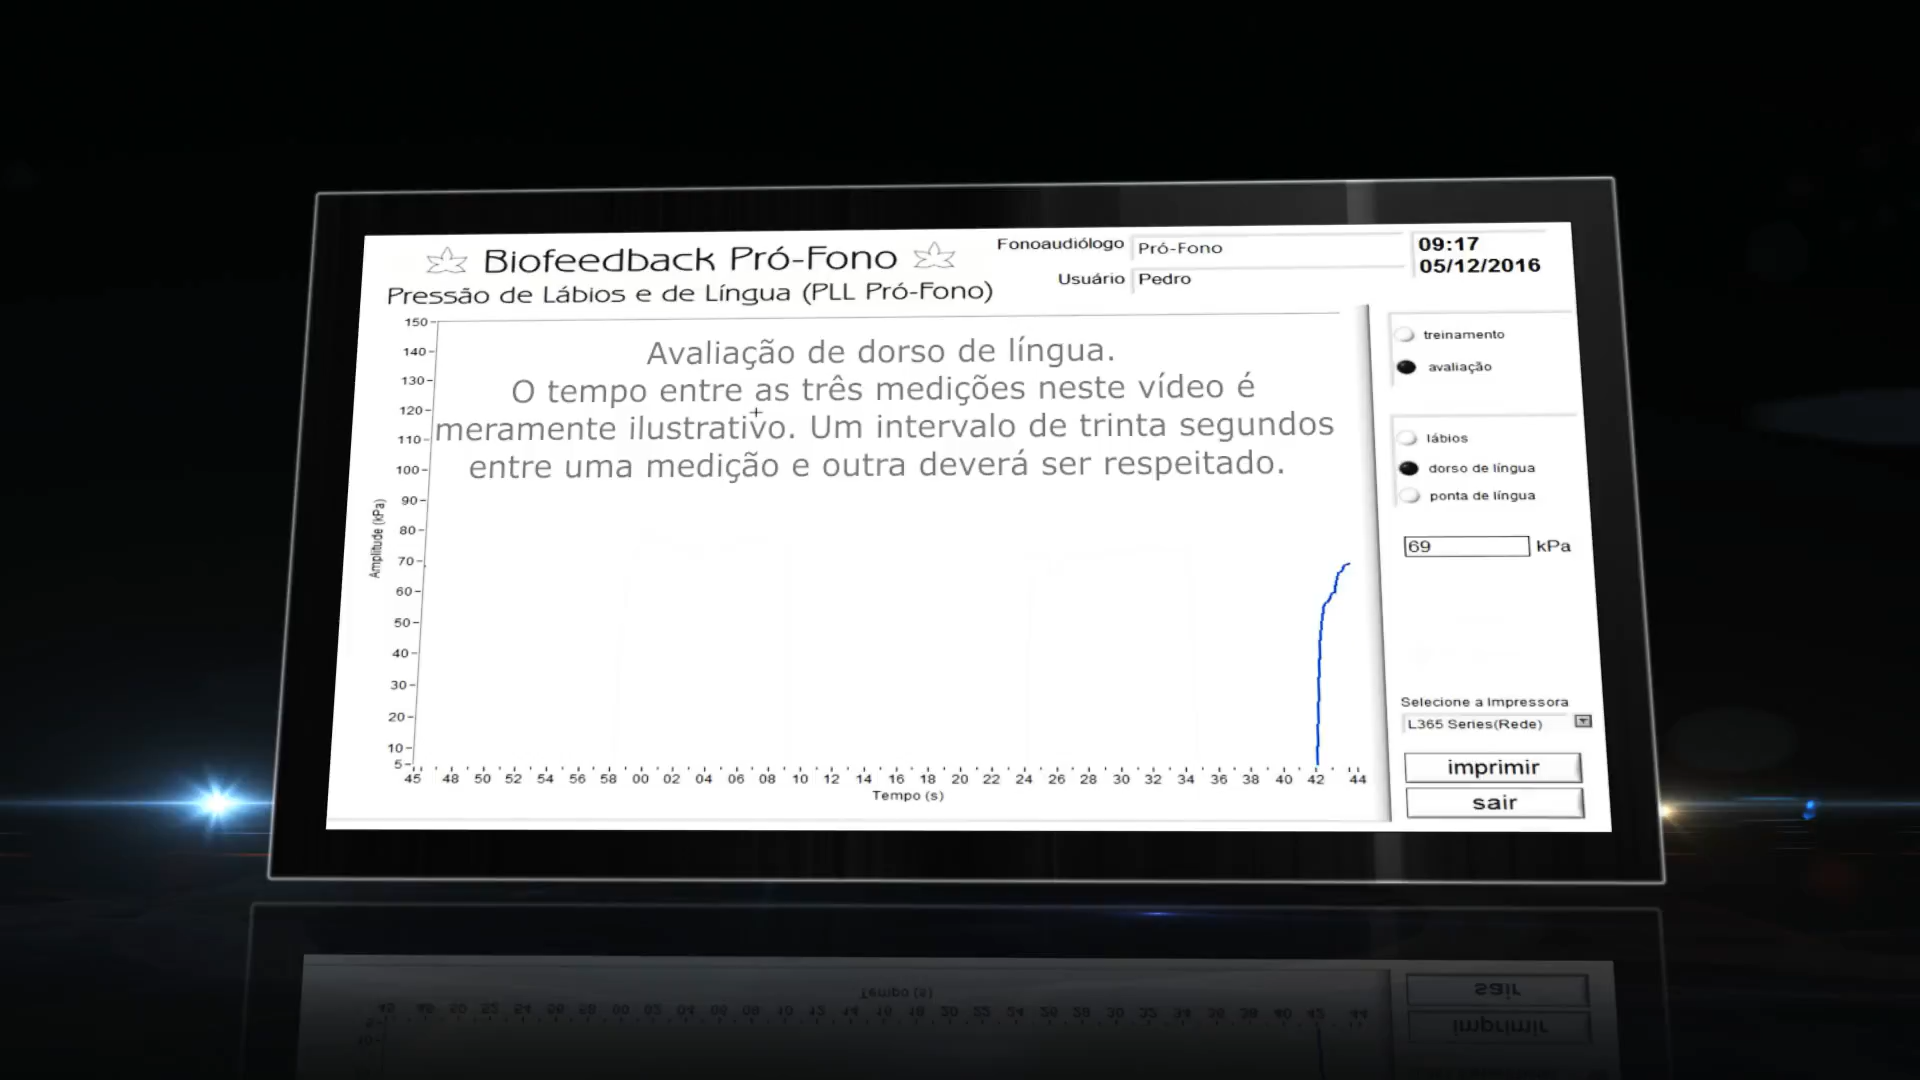 Biofeedback Pró-Fono
Pressão de Lábios e de Língua (PLL Pró-Fono)
Fonoaudiólogo Pró-Fono
Usuário Pedro
09:17
05/12/2016
Avaliação de dorso de língua.
O tempo entre as três medições neste vídeo é
meramente ilustrativo. Um intervalo de trinta segundos
entre uma medição e outra deverá ser respeitado.
150
140
130
120
110
100
90
80
70
60
50
40
30
20
10
5
Amplitude (kPa)
45 48 50 52 54 56 58 00 02 04 06 08 10 12 14 16 18 20 22 24 26 28 30 32 34 36 38 40 42 44
Tempo (s)
treinamento
avaliação
lábios
dorso de língua
ponta de língua
69 kPa
Selecione a Impressora
L365 Series(Rede)
imprimir
sair